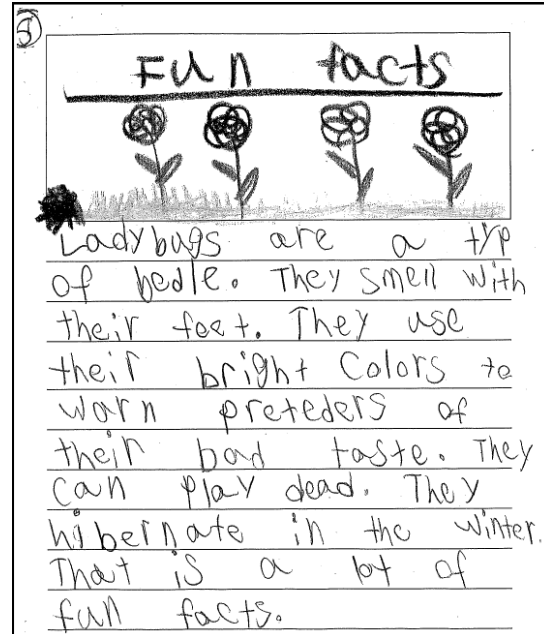 3
Fun facts
Ladybugs are a typ
of bedle. They smell with
their feet. They use
their bright Colors to
warn preteders of
their bad taste. They
can play dead. They
hibernate in the winter.
That is a lot of
fun facts.